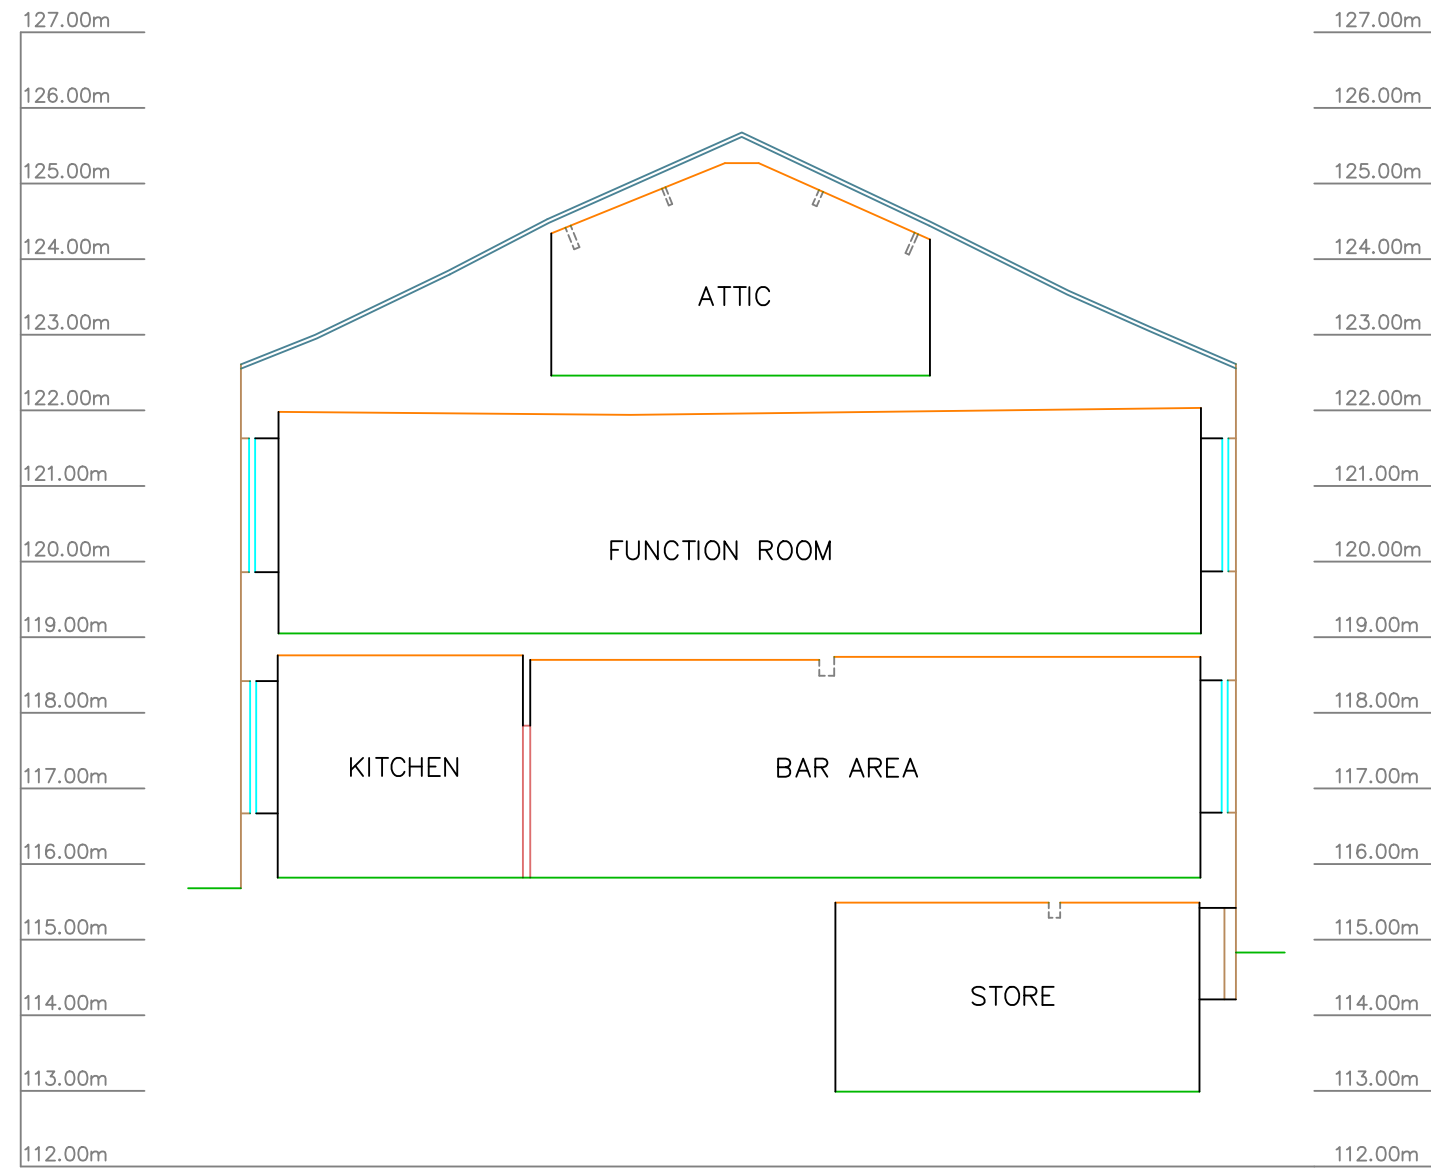 127.00m 127.00m
126.00m 126.00m
125.00m 125.00m
124.00m 124.00m
ATTIC
123.00m 123.00m
122.00m 122.00m
121.00m 121.00m
FUNCTION ROOM
120.00m 120.00m
119.00m 119.00m
118.00m 118.00m
KITCHEN BAR AREA
117.00m 117.00m
116.00m 116.00m
115.00m 115.00m
STORE
114.00m 114.00m
113.00m 113.00m
112.00m 112.00m